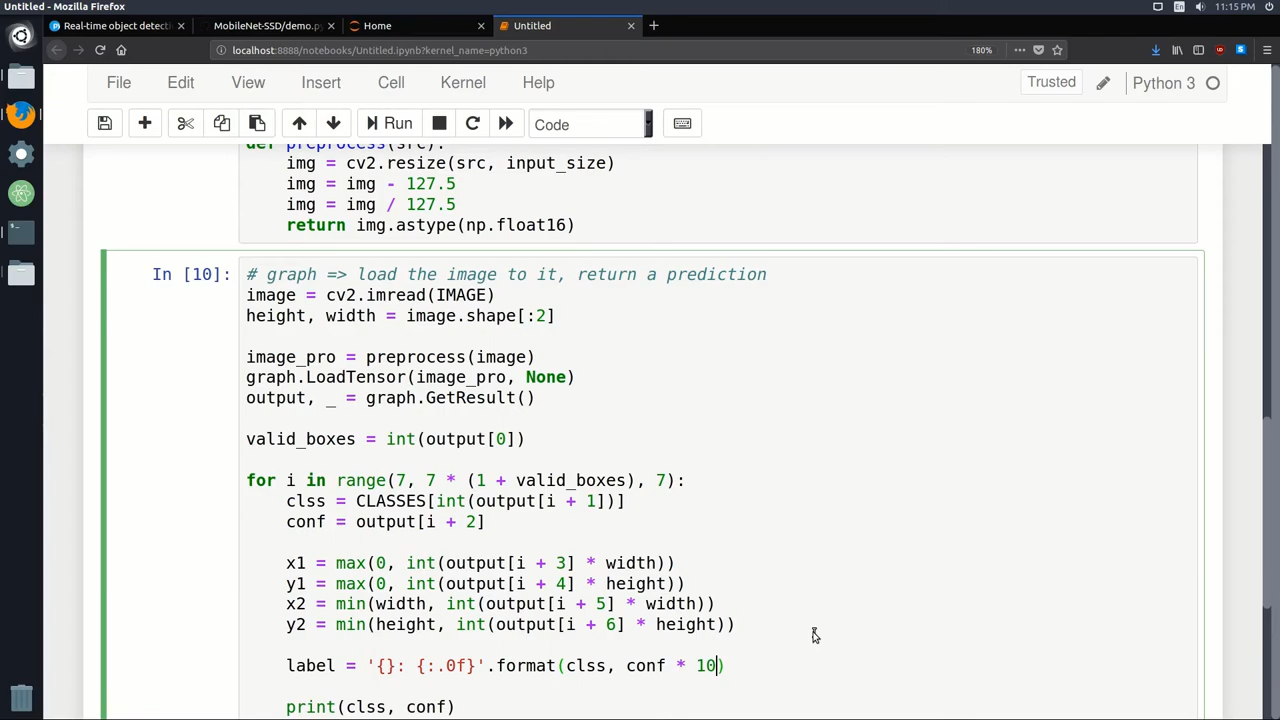 Untitled - Mozilla Firefox
En
11:15 PM
Real-time object detecti
MobileNet-SSD/demo.p
Home
Untitled
localhost:8888/notebooks/Untitled.ipynb?kernel_name=python3
180%
File Edit View Insert Cell Kernel Help
Trusted
Python 3
Run
Code
def preprocess(src):
img = cv2.resize(src, input_size)
img = img - 127.5
img = img / 127.5
return img.astype(np.float16)
In [10]:
# graph => load the image to it, return a prediction
image = cv2.imread(IMAGE)
height, width = image.shape[:2]
image_pro = preprocess(image)
graph.LoadTensor(image_pro, None)
output, _ = graph.GetResult()
valid_boxes = int(output[0])
for i in range(7, 7 * (1 + valid_boxes), 7):
clss = CLASSES[int(output[i + 1])]
conf = output[i + 2]
x1 = max(0, int(output[i + 3] * width))
y1 = max(0, int(output[i + 4] * height))
x2 = min(width, int(output[i + 5] * width))
y2 = min(height, int(output[i + 6] * height))
label = '{}: {:.0f}'.format(clss, conf * 10)
print(clss, conf)